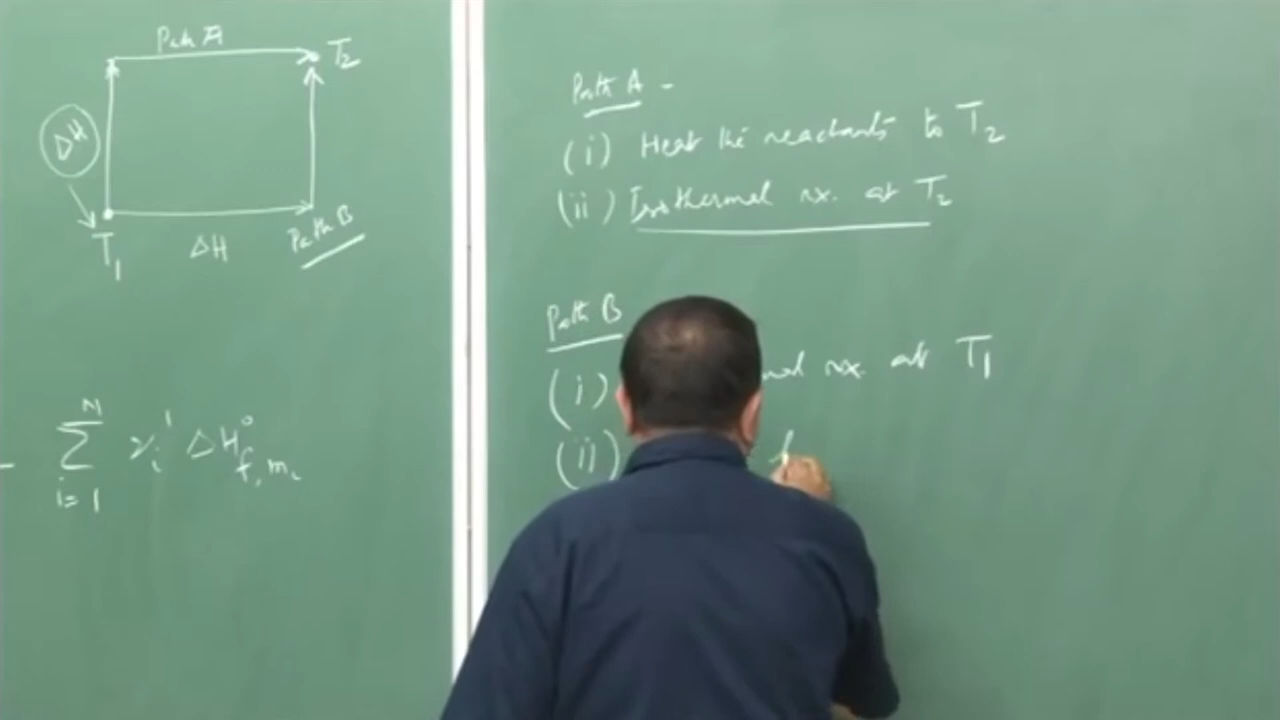 Path A
T2
ΔH
T1
ΔH
Path B
N
Σ νi' ΔH°f, Mi
i=1
Path A -
(i) Heat the reactants to T2
(ii) Isothermal rx. at T2
Path B
(i) mal rx. at T1
(ii)